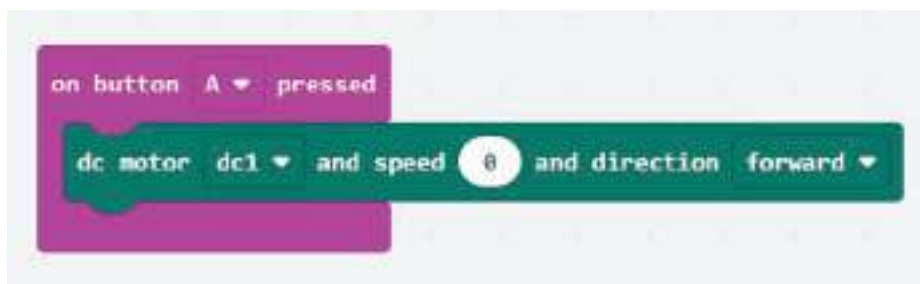 on button A pressed
dc motor dc1 and speed 0 and direction forward